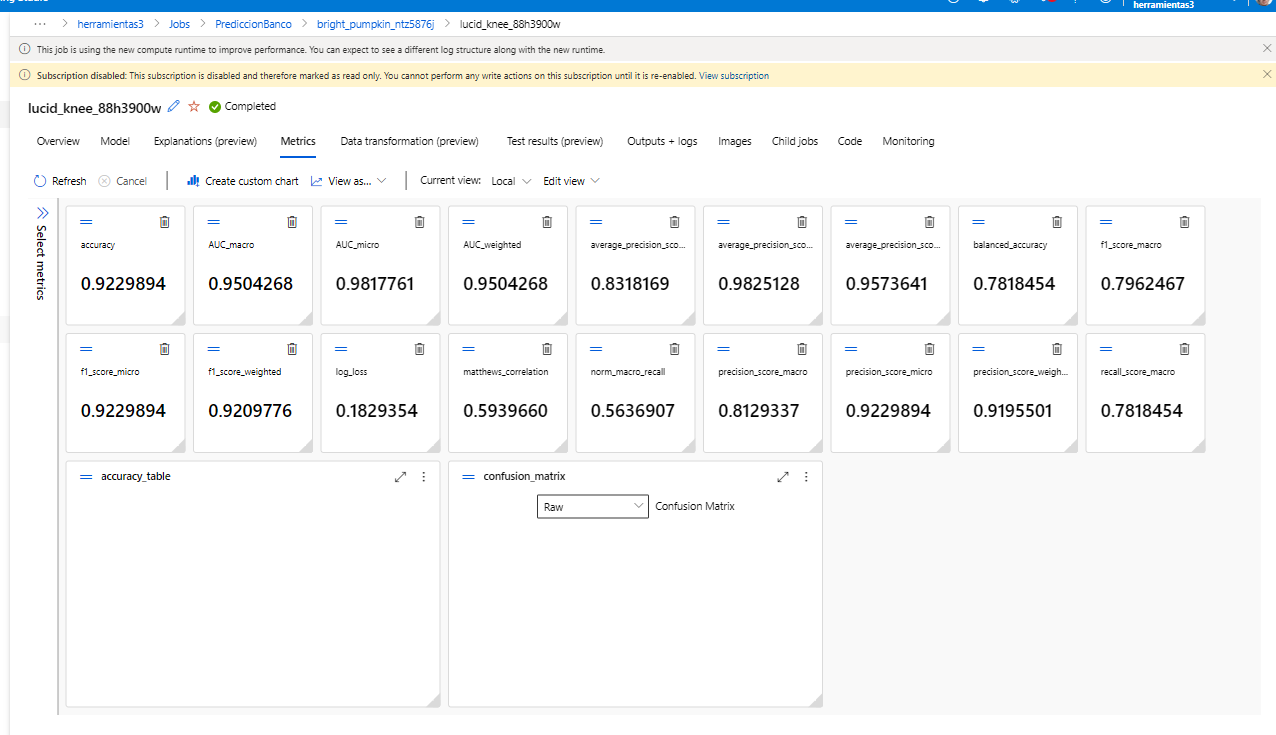 herramientas3
... > herramientas3 > Jobs > PrediccionBanco > bright_pumpkin_ntz5876j > lucid_knee_88h3900w
This job is using the new compute runtime to improve performance. You can expect to see a different log structure along with the new runtime.
Subscription disabled: This subscription is disabled and therefore marked as read only. You cannot perform any write actions on this subscription until it is re-enabled. View subscription
lucid_knee_88h3900w Completed
Overview Model Explanations (preview) Metrics Data transformation (preview) Test results (preview) Outputs + logs Images Child jobs Code Monitoring
Refresh Cancel Create custom chart View as... Current view: Local Edit view
Select metrics
accuracy AUC_macro AUC_micro AUC_weighted average_precision_sco... average_precision_sco... average_precision_sco... balanced_accuracy f1_score_macro
0.9229894 0.9504268 0.9817761 0.9504268 0.8318169 0.9825128 0.9573641 0.7818454 0.7962467
f1_score_micro f1_score_weighted log_loss matthews_correlation norm_macro_recall precision_score_macro precision_score_micro precision_score_weigh... recall_score_macro
0.9229894 0.9209776 0.1829354 0.5939660 0.5636907 0.8129337 0.9229894 0.9195501 0.7818454
accuracy_table confusion_matrix
Raw Confusion Matrix